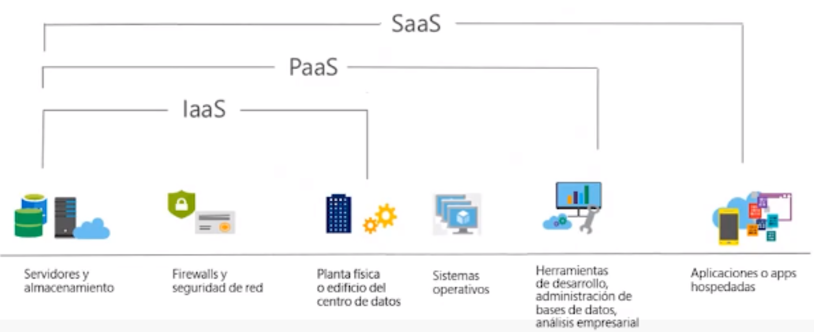 SaaS
PaaS
IaaS
Servidores y
almacenamiento
Firewalls y
seguridad de red
Planta física
o edificio del
centro de datos
Sistemas
operativos
Herramientas
de desarrollo,
administración de
bases de datos,
análisis empresarial
Aplicaciones o apps
hospedadas